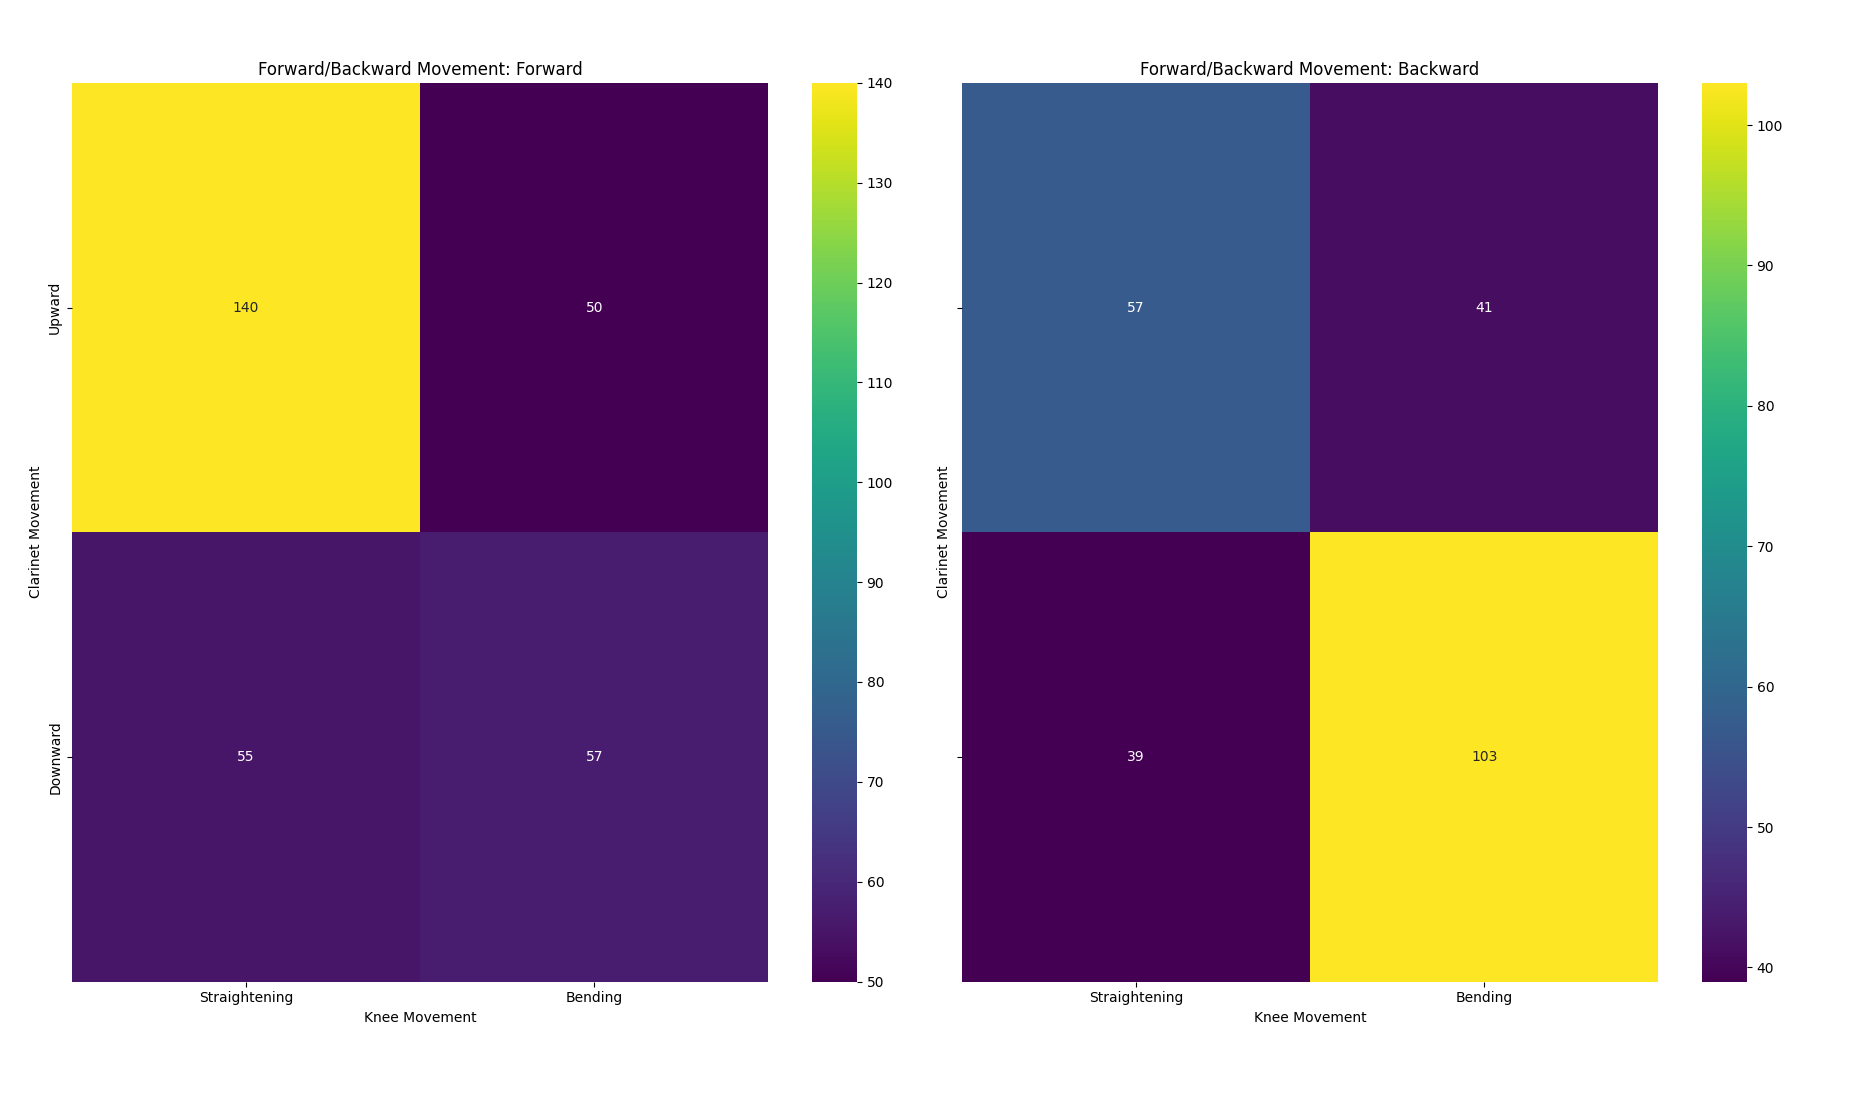 Forward/Backward Movement: Forward
Clarinet Movement
Upward
Downward
140
50
55
57
Straightening
Bending
Knee Movement
140
130
120
110
100
90
80
70
60
50
Forward/Backward Movement: Backward
Clarinet Movement
57
41
39
103
Straightening
Bending
Knee Movement
100
90
80
70
60
50
40